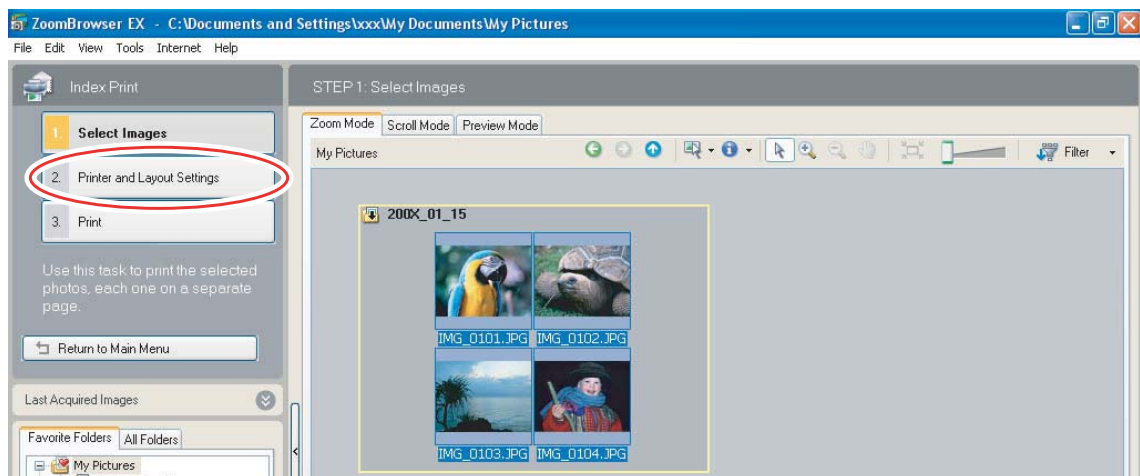 ZoomBrowser EX - C:\Documents and Settings\xxx\My Documents\My Pictures
File Edit View Tools Internet Help
Index Print
1. Select Images
2. Printer and Layout Settings
3. Print
Use this task to print the selected
photos, each one on a separate
page.
Return to Main Menu
Last Acquired Images
Favorite Folders All Folders
My Pictures
STEP 1: Select Images
Zoom Mode Scroll Mode Preview Mode
My Pictures Filter
200X_01_15
IMG_0101.JPG IMG_0102.JPG
IMG_0103.JPG IMG_0104.JPG